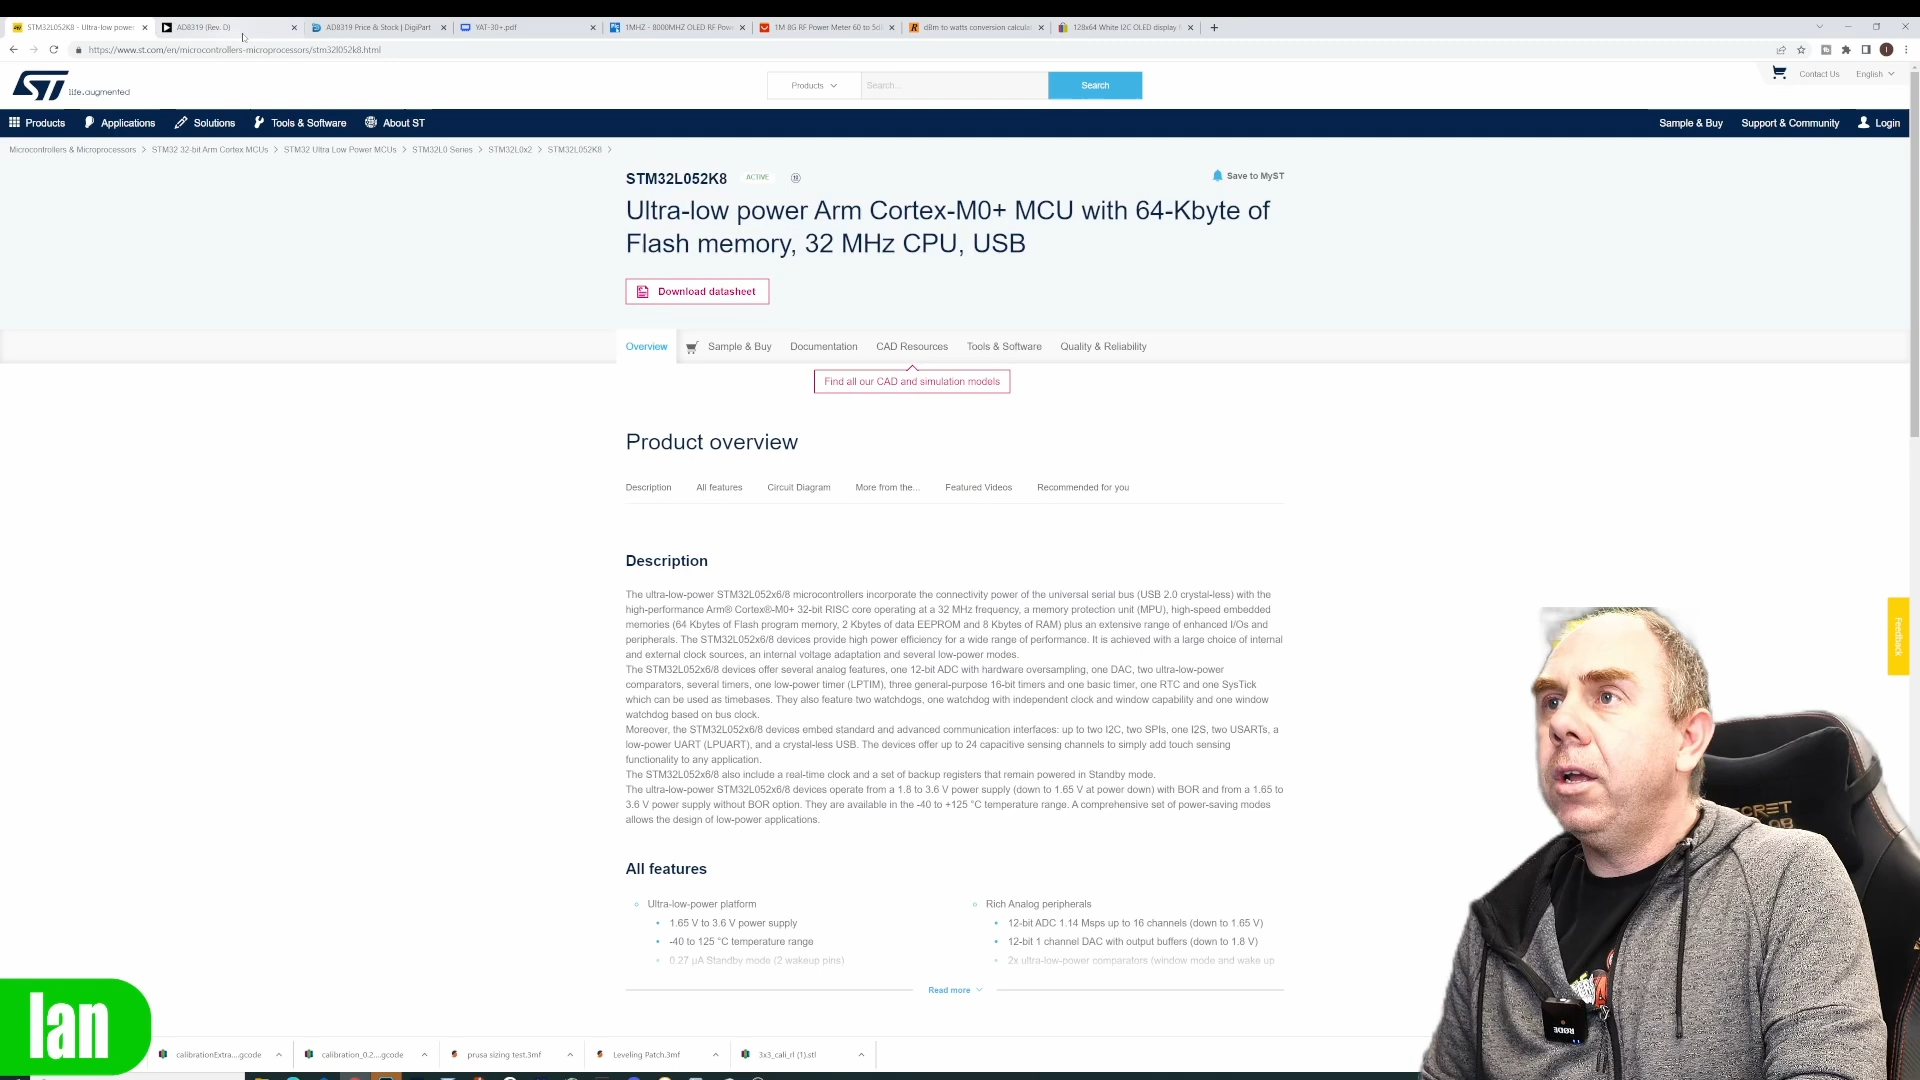 STM32L052K8 - Ultra-low power
AD8319 (Rev. D)
AD8319 Price & Stock | DigiPart
YAT-30+.pdf
1MHZ - 8000MHZ OLED RF Powe
1M 8G RF Power Meter 60 to 5d
dBm to watts conversion calcula
128x64 White I2C OLED display
https://www.st.com/en/microcontrollers-microprocessors/stm32l052k8.html
ST life.augmented
Products
Search...
Search
Contact Us
English
Products
Applications
Solutions
Tools & Software
About ST
Sample & Buy
Support & Community
Login
Microcontrollers & Microprocessors > STM32 32-bit Arm Cortex MCUs > STM32 Ultra Low Power MCUs > STM32L0 Series > STM32L0x2 > STM32L052K8 >
STM32L052K8 ACTIVE
Save to MyST
Ultra-low power Arm Cortex-M0+ MCU with 64-Kbyte of
Flash memory, 32 MHz CPU, USB
Download datasheet
Overview
Sample & Buy
Documentation
CAD Resources
Tools & Software
Quality & Reliability
Find all our CAD and simulation models
Product overview
Description
All features
Circuit Diagram
More from the...
Featured Videos
Recommended for you
Description
The ultra-low-power STM32L052x6/8 microcontrollers incorporate the connectivity power of the universal serial bus (USB 2.0 crystal-less) with the
high-performance Arm® Cortex®-M0+ 32-bit RISC core operating at a 32 MHz frequency, a memory protection unit (MPU), high-speed embedded
memories (64 Kbytes of Flash program memory, 2 Kbytes of data EEPROM and 8 Kbytes of RAM) plus an extensive range of enhanced I/Os and
peripherals. The STM32L052x6/8 devices provide high power efficiency for a wide range of performance. It is achieved with a large choice of internal
and external clock sources, an internal voltage adaptation and several low-power modes.
The STM32L052x6/8 devices offer several analog features, one 12-bit ADC with hardware oversampling, one DAC, two ultra-low-power
comparators, several timers, one low-power timer (LPTIM), three general-purpose 16-bit timers and one basic timer, one RTC and one SysTick
which can be used as timebases. They also feature two watchdogs, one watchdog with independent clock and window capability and one window
watchdog based on bus clock.
Moreover, the STM32L052x6/8 devices embed standard and advanced communication interfaces: up to two I2C, two SPIs, one I2S, two USARTs, a
low-power UART (LPUART), and a crystal-less USB. The devices offer up to 24 capacitive sensing channels to simply add touch sensing
functionality to any application.
The STM32L052x6/8 also include a real-time clock and a set of backup registers that remain powered in Standby mode.
The ultra-low-power STM32L052x6/8 devices operate from a 1.8 to 3.6 V power supply (down to 1.65 V at power down) with BOR and from a 1.65 to
3.6 V power supply without BOR option. They are available in the -40 to +125 °C temperature range. A comprehensive set of power-saving modes
allows the design of low-power applications.
Feedback
All features
Ultra-low-power platform
1.65 V to 3.6 V power supply
-40 to 125 °C temperature range
0.27 µA Standby mode (2 wakeup pins)
Rich Analog peripherals
12-bit ADC 1.14 Msps up to 16 channels (down to 1.65 V)
12-bit 1 channel DAC with output buffers (down to 1.8 V)
2x ultra-low-power comparators (window mode and wake up
Read more
RØDE
Ian
calibrationExtra....gcode
calibration_0.2....gcode
prusa sizing test.3mf
Leveling Patch.3mf
3x3_cali_rl (1).stl